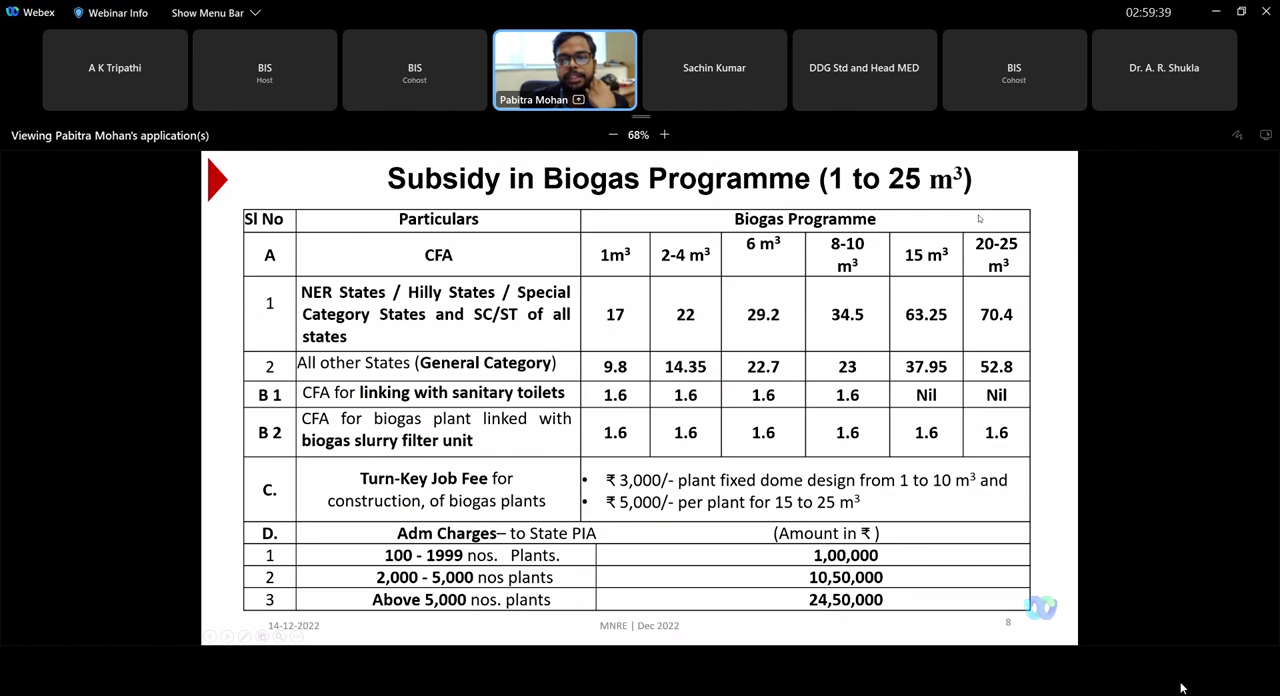 Webex Webinar Info Show Menu Bar 02:59:39
A K Tripathi
BIS
Host
BIS
Cohost
Pabitra Mohan
Sachin Kumar
DDG Std and Head MED
BIS
Cohost
Dr. A. R. Shukla
Viewing Pabitra Mohan's application(s) 68%
Subsidy in Biogas Programme (1 to 25 m³)
Sl No Particulars Biogas Programme
A CFA 1m³ 2-4 m³ 6 m³ 8-10 m³ 15 m³ 20-25 m³
1 NER States / Hilly States / Special
Category States and SC/ST of all
states
17 22 29.2 34.5 63.25 70.4
2 All other States (General Category) 9.8 14.35 22.7 23 37.95 52.8
B 1 CFA for linking with sanitary toilets 1.6 1.6 1.6 1.6 Nil Nil
B 2 CFA for biogas plant linked with
biogas slurry filter unit
1.6 1.6 1.6 1.6 1.6 1.6
C. Turn-Key Job Fee for
construction, of biogas plants
• ₹ 3,000/- plant fixed dome design from 1 to 10 m³ and
• ₹ 5,000/- per plant for 15 to 25 m³
D. Adm Charges– to State PIA (Amount in ₹ )
1 100 - 1999 nos. Plants. 1,00,000
2 2,000 - 5,000 nos plants 10,50,000
3 Above 5,000 nos. plants 24,50,000
14-12-2022 MNRE | Dec 2022 8